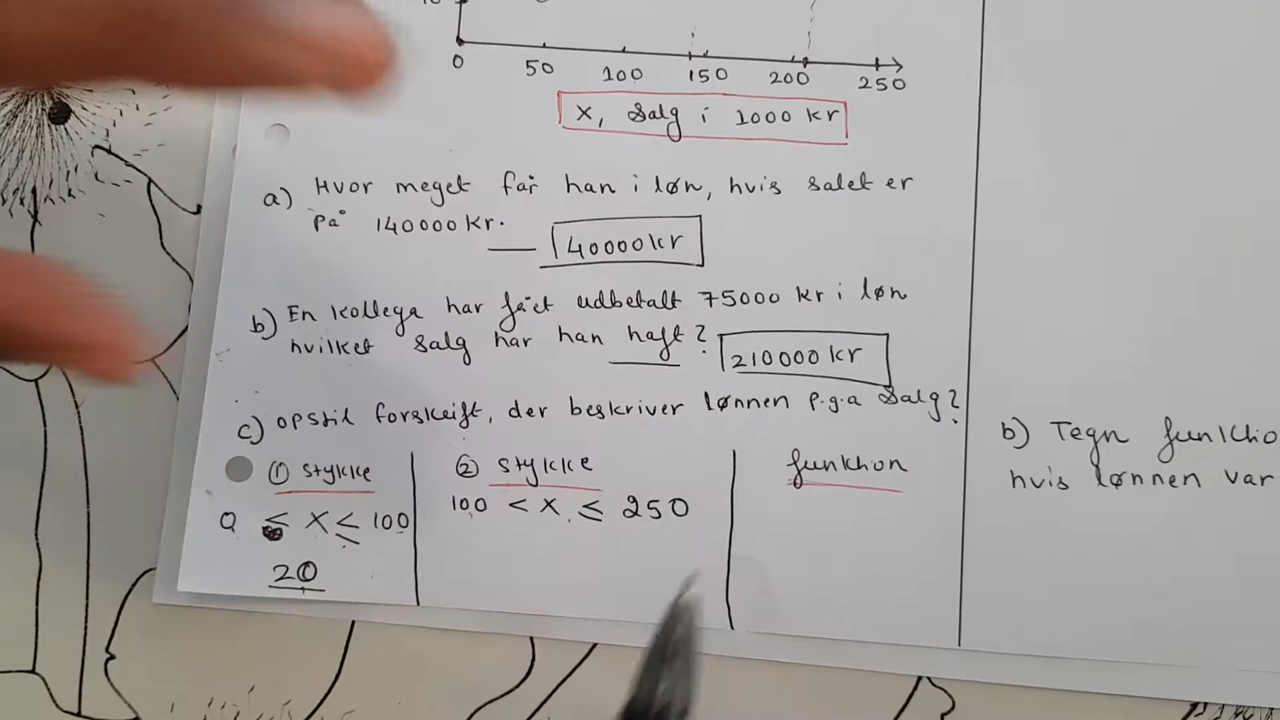 0 50 100 150 200 250
x, salg i 1000 kr
a) Hvor meget får han i løn, hvis salet er
på 140000 kr.
40000 kr
b) En kollega har fået udbetalt 75000 kr i løn
hvilket salg har han haft?
210000 kr
c) opstil forskrift, der beskriver lønnen p.g.a salg?
① stykke
② stykke
funktion
0 ≤ x ≤ 100
100 < x ≤ 250
20
b) Tegn funktio
hvis lønnen var